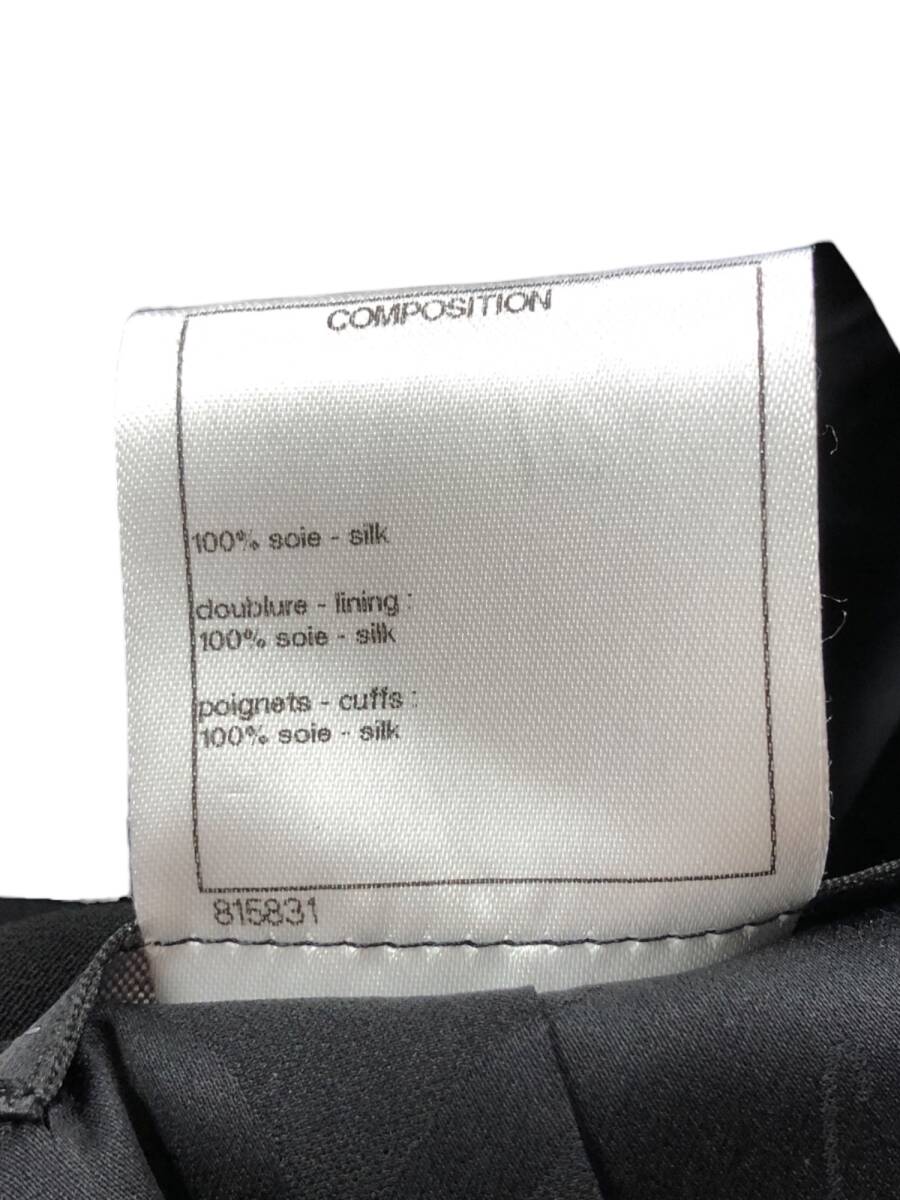 COMPOSITION
100% soie - silk
doublure - lining :
100% soie - silk
poignets - cuffs :
100% soie - silk
815831